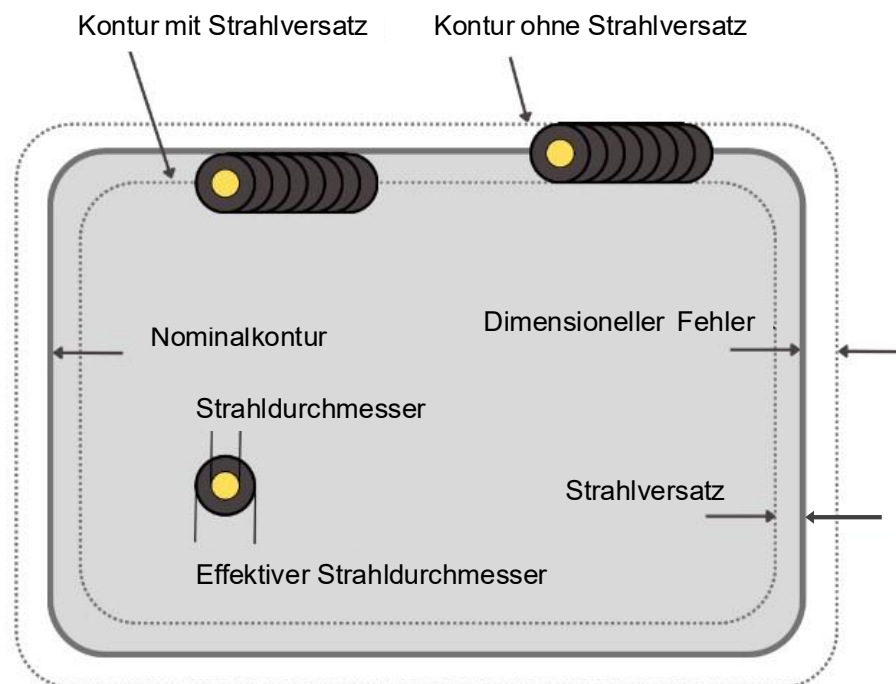 Kontur mit Strahlversatz
Kontur ohne Strahlversatz
Nominalkontur
Dimensioneller Fehler
Strahldurchmesser
Strahlversatz
Effektiver Strahldurchmesser